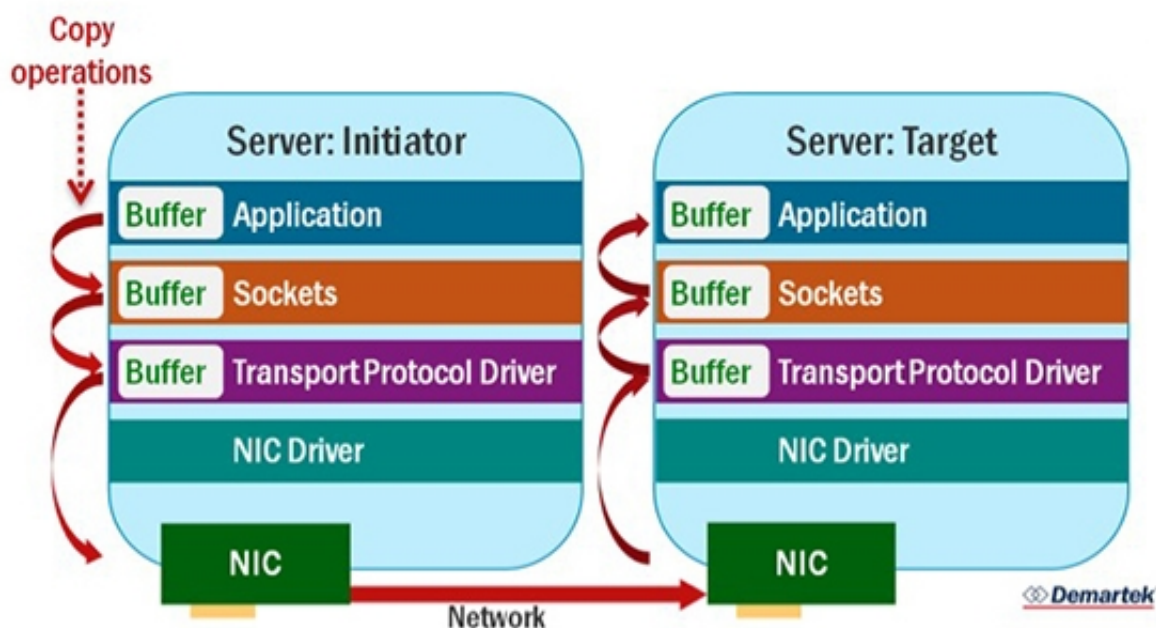 Copy
operations
Server: Initiator
Buffer Application
Buffer Sockets
Buffer Transport Protocol Driver
NIC Driver
NIC
Server: Target
Buffer Application
Buffer Sockets
Buffer Transport Protocol Driver
NIC Driver
NIC
Network
Demartek